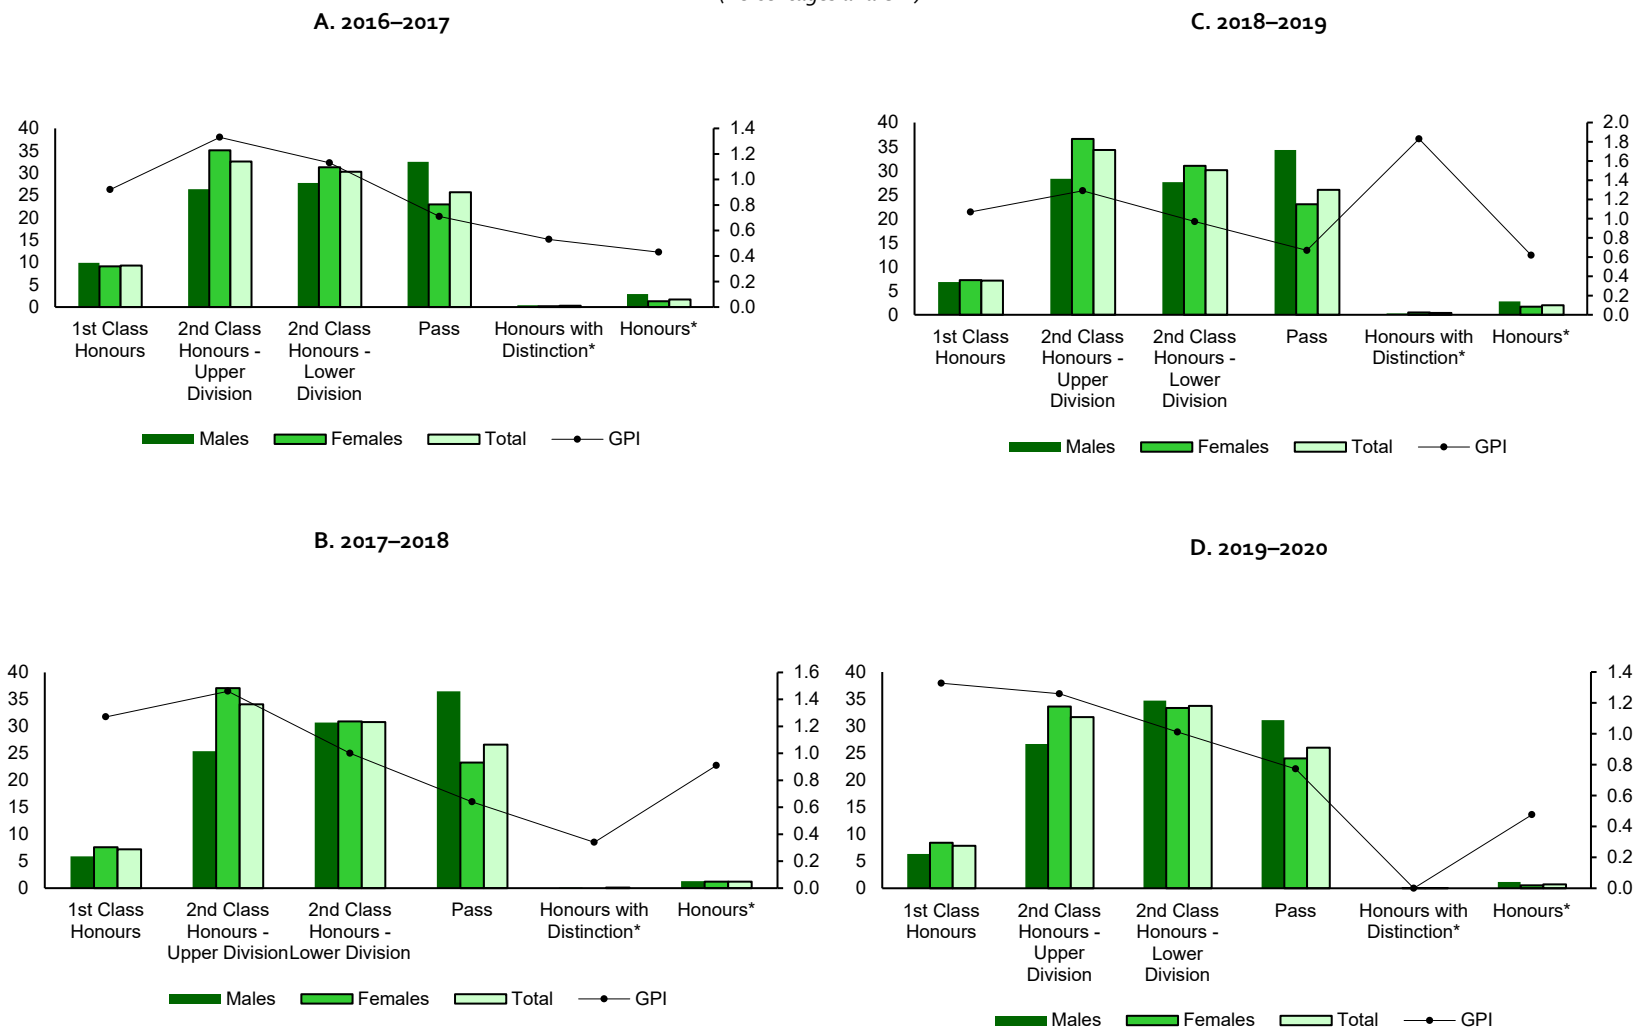 A. 2016–2017
40
35
30
25
20
15
10
5
0
1.4
1.2
1.0
0.8
0.6
0.4
0.2
0.0
1st Class
Honours
2nd Class
Honours -
Upper
Division
2nd Class
Honours -
Lower
Division
Pass
Honours with
Distinction*
Honours*
Males
Females
Total
GPI
C. 2018–2019
40
35
30
25
20
15
10
5
0
2.0
1.8
1.6
1.4
1.2
1.0
0.8
0.6
0.4
0.2
0.0
1st Class
Honours
2nd Class
Honours -
Upper
Division
2nd Class
Honours -
Lower
Division
Pass
Honours with
Distinction*
Honours*
Males
Females
Total
GPI
B. 2017–2018
40
35
30
25
20
15
10
5
0
1.6
1.4
1.2
1.0
0.8
0.6
0.4
0.2
0.0
1st Class
Honours
2nd Class
Honours -
Upper Division
2nd Class
Honours -
Lower Division
Pass
Honours with
Distinction*
Honours*
Males
Females
Total
GPI
D. 2019–2020
40
35
30
25
20
15
10
5
0
1.4
1.2
1.0
0.8
0.6
0.4
0.2
0.0
1st Class
Honours
2nd Class
Honours -
Upper
Division
2nd Class
Honours -
Lower
Division
Pass
Honours with
Distinction*
Honours*
Males
Females
Total
GPI